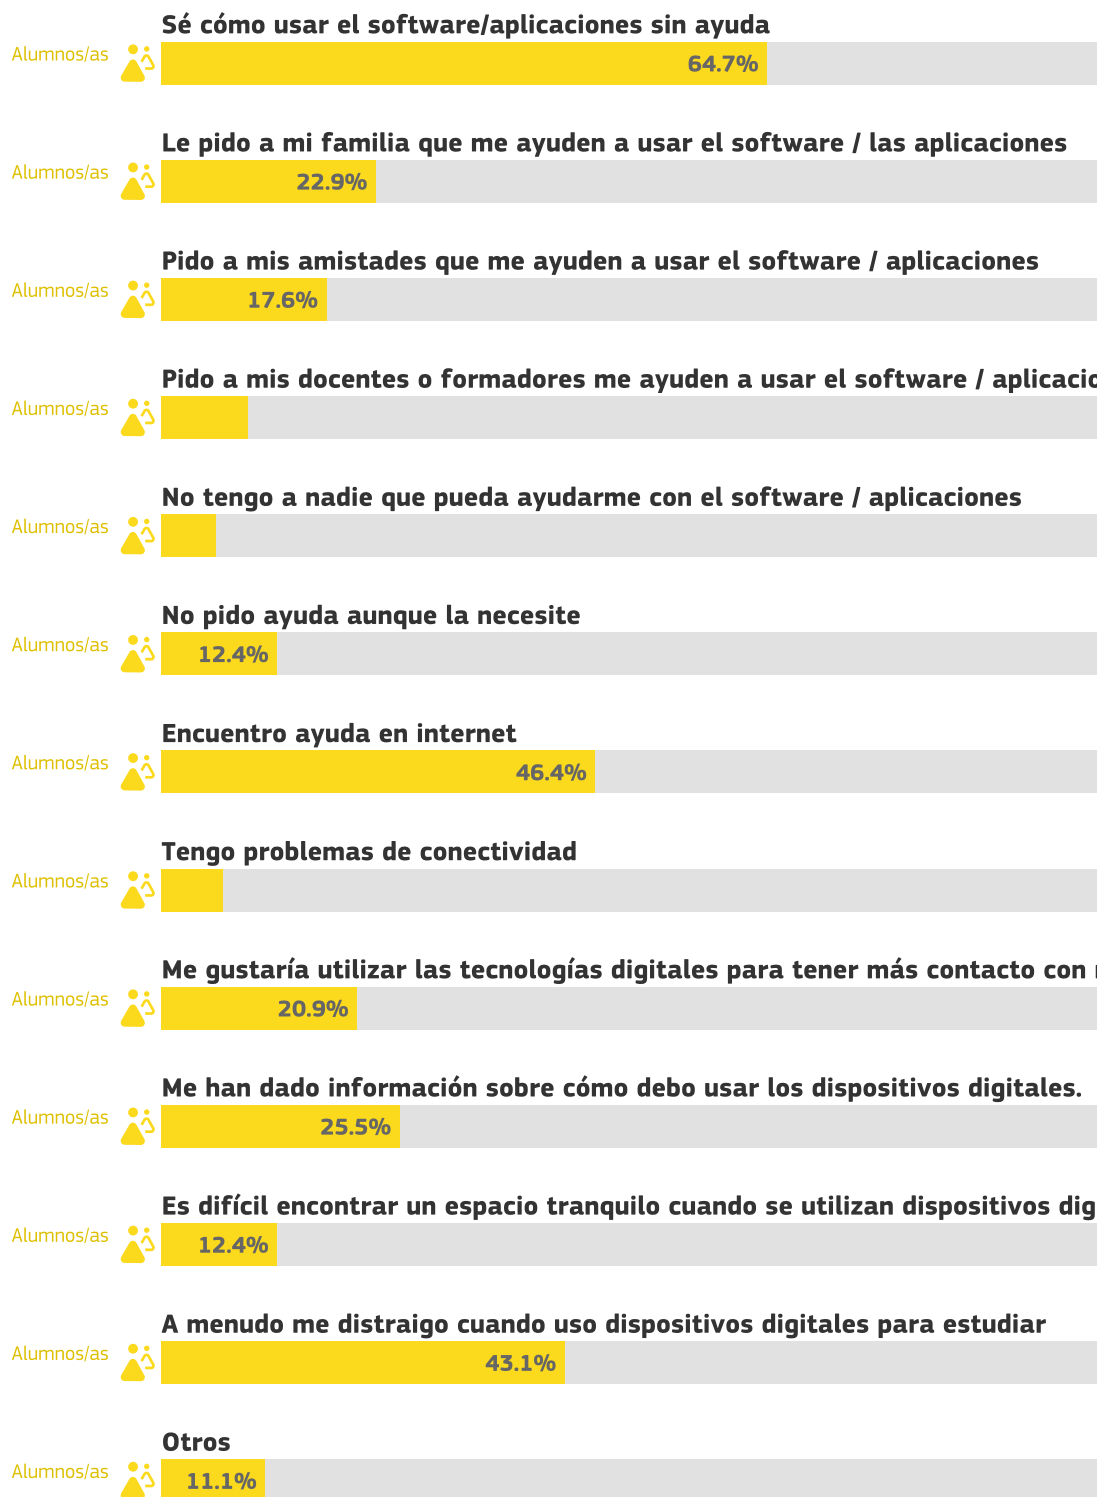 Sé cómo usar el software/aplicaciones sin ayuda
Alumnos/as
64.7%
Le pido a mi familia que me ayuden a usar el software / las aplicaciones
Alumnos/as
22.9%
Pido a mis amistades que me ayuden a usar el software / aplicaciones
Alumnos/as
17.6%
Pido a mis docentes o formadores me ayuden a usar el software / aplicacio
Alumnos/as
No tengo a nadie que pueda ayudarme con el software / aplicaciones
Alumnos/as
No pido ayuda aunque la necesite
Alumnos/as
12.4%
Encuentro ayuda en internet
Alumnos/as
46.4%
Tengo problemas de conectividad
Alumnos/as
Me gustaría utilizar las tecnologías digitales para tener más contacto con
Alumnos/as
20.9%
Me han dado información sobre cómo debo usar los dispositivos digitales.
Alumnos/as
25.5%
Es difícil encontrar un espacio tranquilo cuando se utilizan dispositivos dig
Alumnos/as
12.4%
A menudo me distraigo cuando uso dispositivos digitales para estudiar
Alumnos/as
43.1%
Otros
Alumnos/as
11.1%